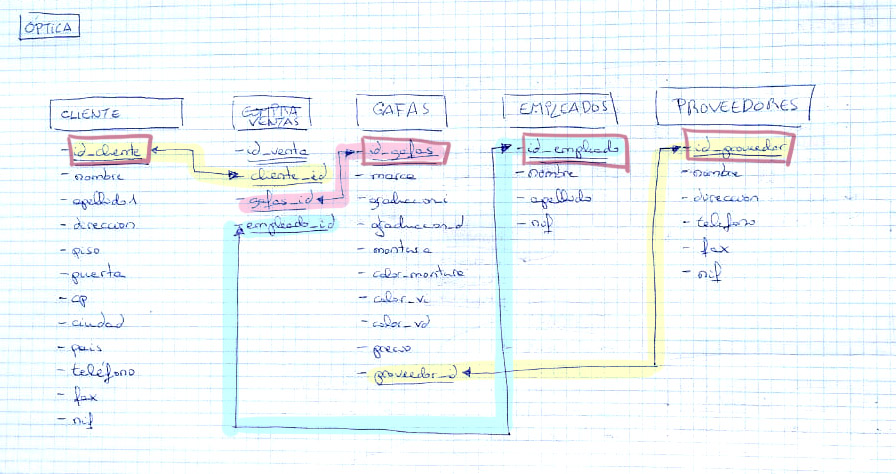 ÓPTICA
CLIENTE
- id_cliente
- nombre
- apellido1
- direccion
- piso
- puerta
- cp
- ciudad
- pais
- teléfono
- fax
- nif
COMPRA
VENTAS
- id_venta
- cliente_id
- gafas_id
- empleado_id
GAFAS
- id_gafas
- marca
- graduacion_i
- graduacion_d
- montura
- color_montura
- color_vi
- color_vd
- precio
- proveedor_id
EMPLEADOS
- id_empleado
- nombre
- apellido
- nif
PROVEEDORES
- id_proveedor
- nombre
- direccion
- telefono
- fax
- nif